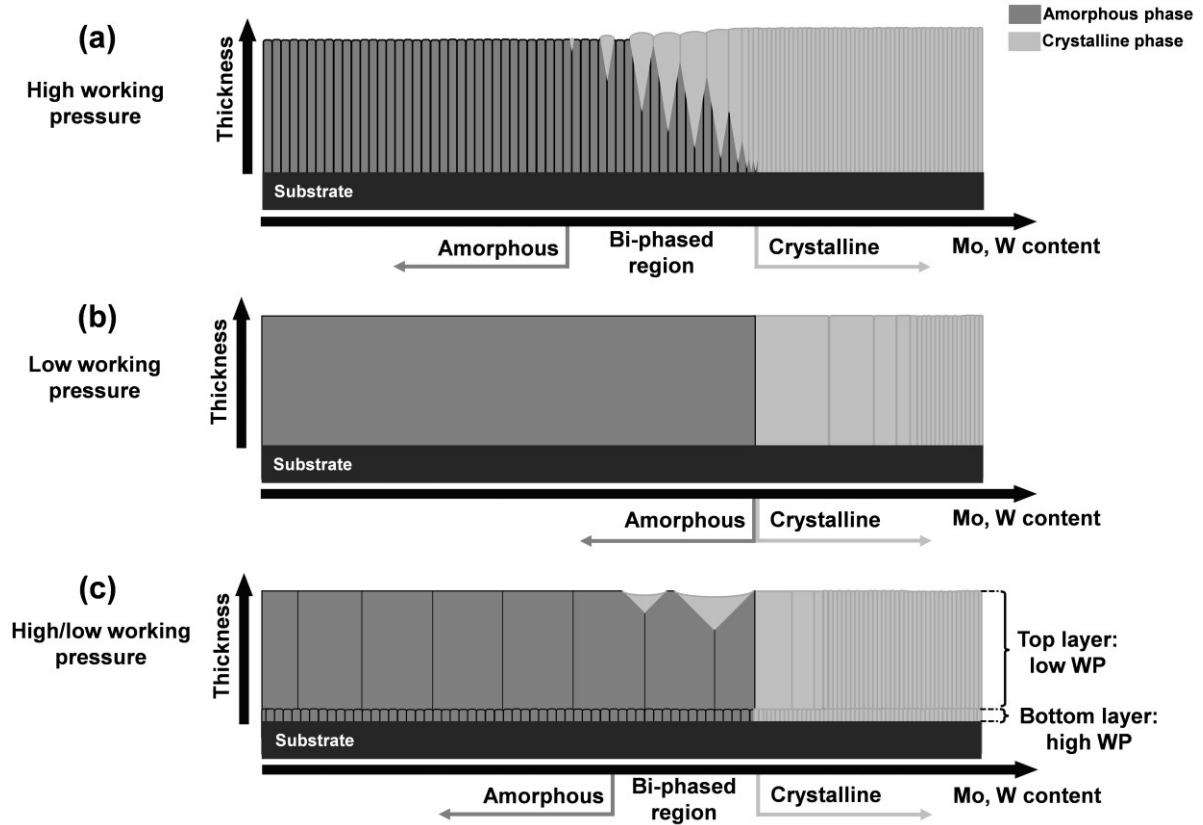 Amorphous phase
Crystalline phase
(a)
High working
pressure
Thickness
Substrate
Amorphous
Bi-phased
region
Crystalline
Mo, W content
(b)
Low working
pressure
Thickness
Substrate
Amorphous
Crystalline
Mo, W content
(c)
High/low working
pressure
Thickness
Top layer:
low WP
Bottom layer:
high WP
Substrate
Amorphous
Bi-phased
region
Crystalline
Mo, W content